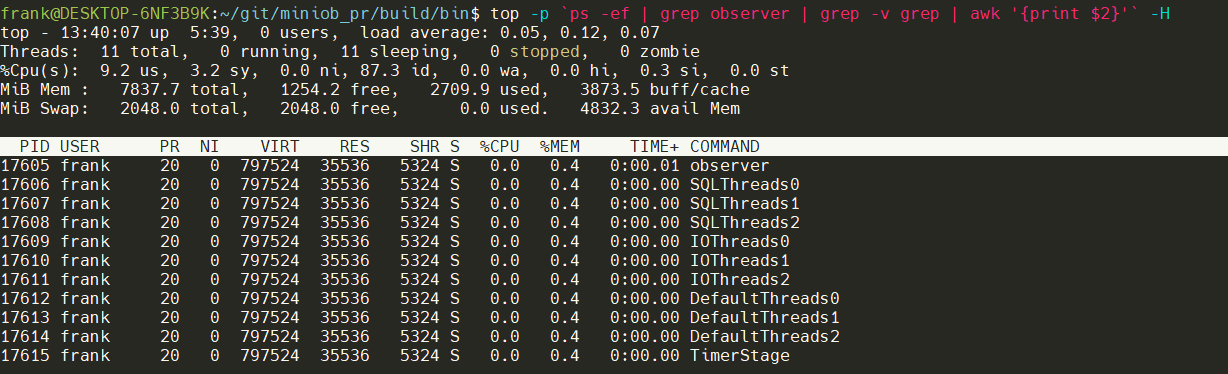 frank@DESKTOP-6NF3B9K:~/git/miniob_pr/build/bin$ top -p `ps -ef | grep observer | grep -v grep | awk '{print $2}'` -H
top - 13:40:07 up  5:39,  0 users,  load average: 0.05, 0.12, 0.07
Threads:  11 total,   0 running,  11 sleeping,   0 stopped,   0 zombie
%Cpu(s):  9.2 us,  3.2 sy,  0.0 ni, 87.3 id,  0.0 wa,  0.0 hi,  0.3 si,  0.0 st
MiB Mem :   7837.7 total,   1254.2 free,   2709.9 used,   3873.5 buff/cache
MiB Swap:   2048.0 total,   2048.0 free,      0.0 used.   4832.3 avail Mem
  PID USER      PR  NI    VIRT    RES    SHR S  %CPU  %MEM     TIME+ COMMAND
17605 frank     20   0  797524  35536   5324 S   0.0   0.4   0:00.01 observer
17606 frank     20   0  797524  35536   5324 S   0.0   0.4   0:00.00 SQLThreads0
17607 frank     20   0  797524  35536   5324 S   0.0   0.4   0:00.00 SQLThreads1
17608 frank     20   0  797524  35536   5324 S   0.0   0.4   0:00.00 SQLThreads2
17609 frank     20   0  797524  35536   5324 S   0.0   0.4   0:00.00 IOThreads0
17610 frank     20   0  797524  35536   5324 S   0.0   0.4   0:00.00 IOThreads1
17611 frank     20   0  797524  35536   5324 S   0.0   0.4   0:00.00 IOThreads2
17612 frank     20   0  797524  35536   5324 S   0.0   0.4   0:00.00 DefaultThreads0
17613 frank     20   0  797524  35536   5324 S   0.0   0.4   0:00.00 DefaultThreads1
17614 frank     20   0  797524  35536   5324 S   0.0   0.4   0:00.00 DefaultThreads2
17615 frank     20   0  797524  35536   5324 S   0.0   0.4   0:00.00 TimerStage